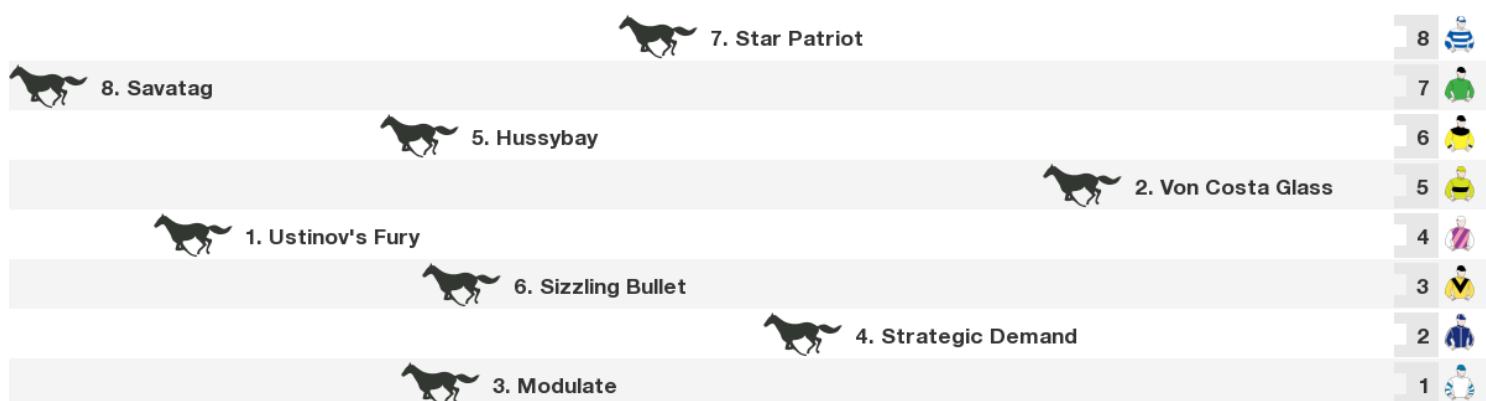 7. Star Patriot 8
8. Savatag 7
5. Hussybay 6
2. Von Costa Glass 5
1. Ustinov's Fury 4
6. Sizzling Bullet 3
4. Strategic Demand 2
3. Modulate 1